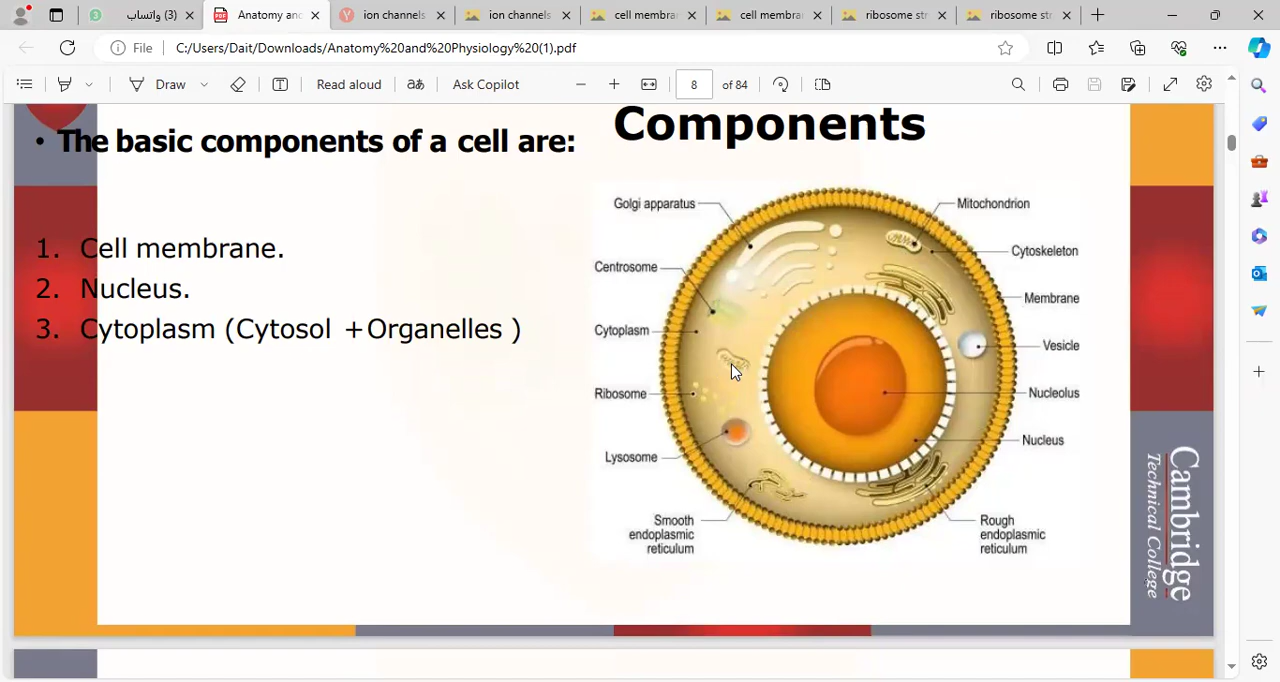 (3) واتساب
Anatomy and
ion channels
ion channels
cell membra
cell membra
ribosome str
ribosome str
File
C:/Users/Dait/Downloads/Anatomy%20and%20Physiology%20(1).pdf
Draw
Read aloud
aあ
Ask Copilot
8
of 84
Components
• The basic components of a cell are:
1. Cell membrane.
2. Nucleus.
3. Cytoplasm (Cytosol +Organelles )
Golgi apparatus
Centrosome
Cytoplasm
Ribosome
Lysosome
Smooth
endoplasmic
reticulum
Mitochondrion
Cytoskeleton
Membrane
Vesicle
Nucleolus
Nucleus
Rough
endoplasmic
reticulum
Cambridge
Technical College